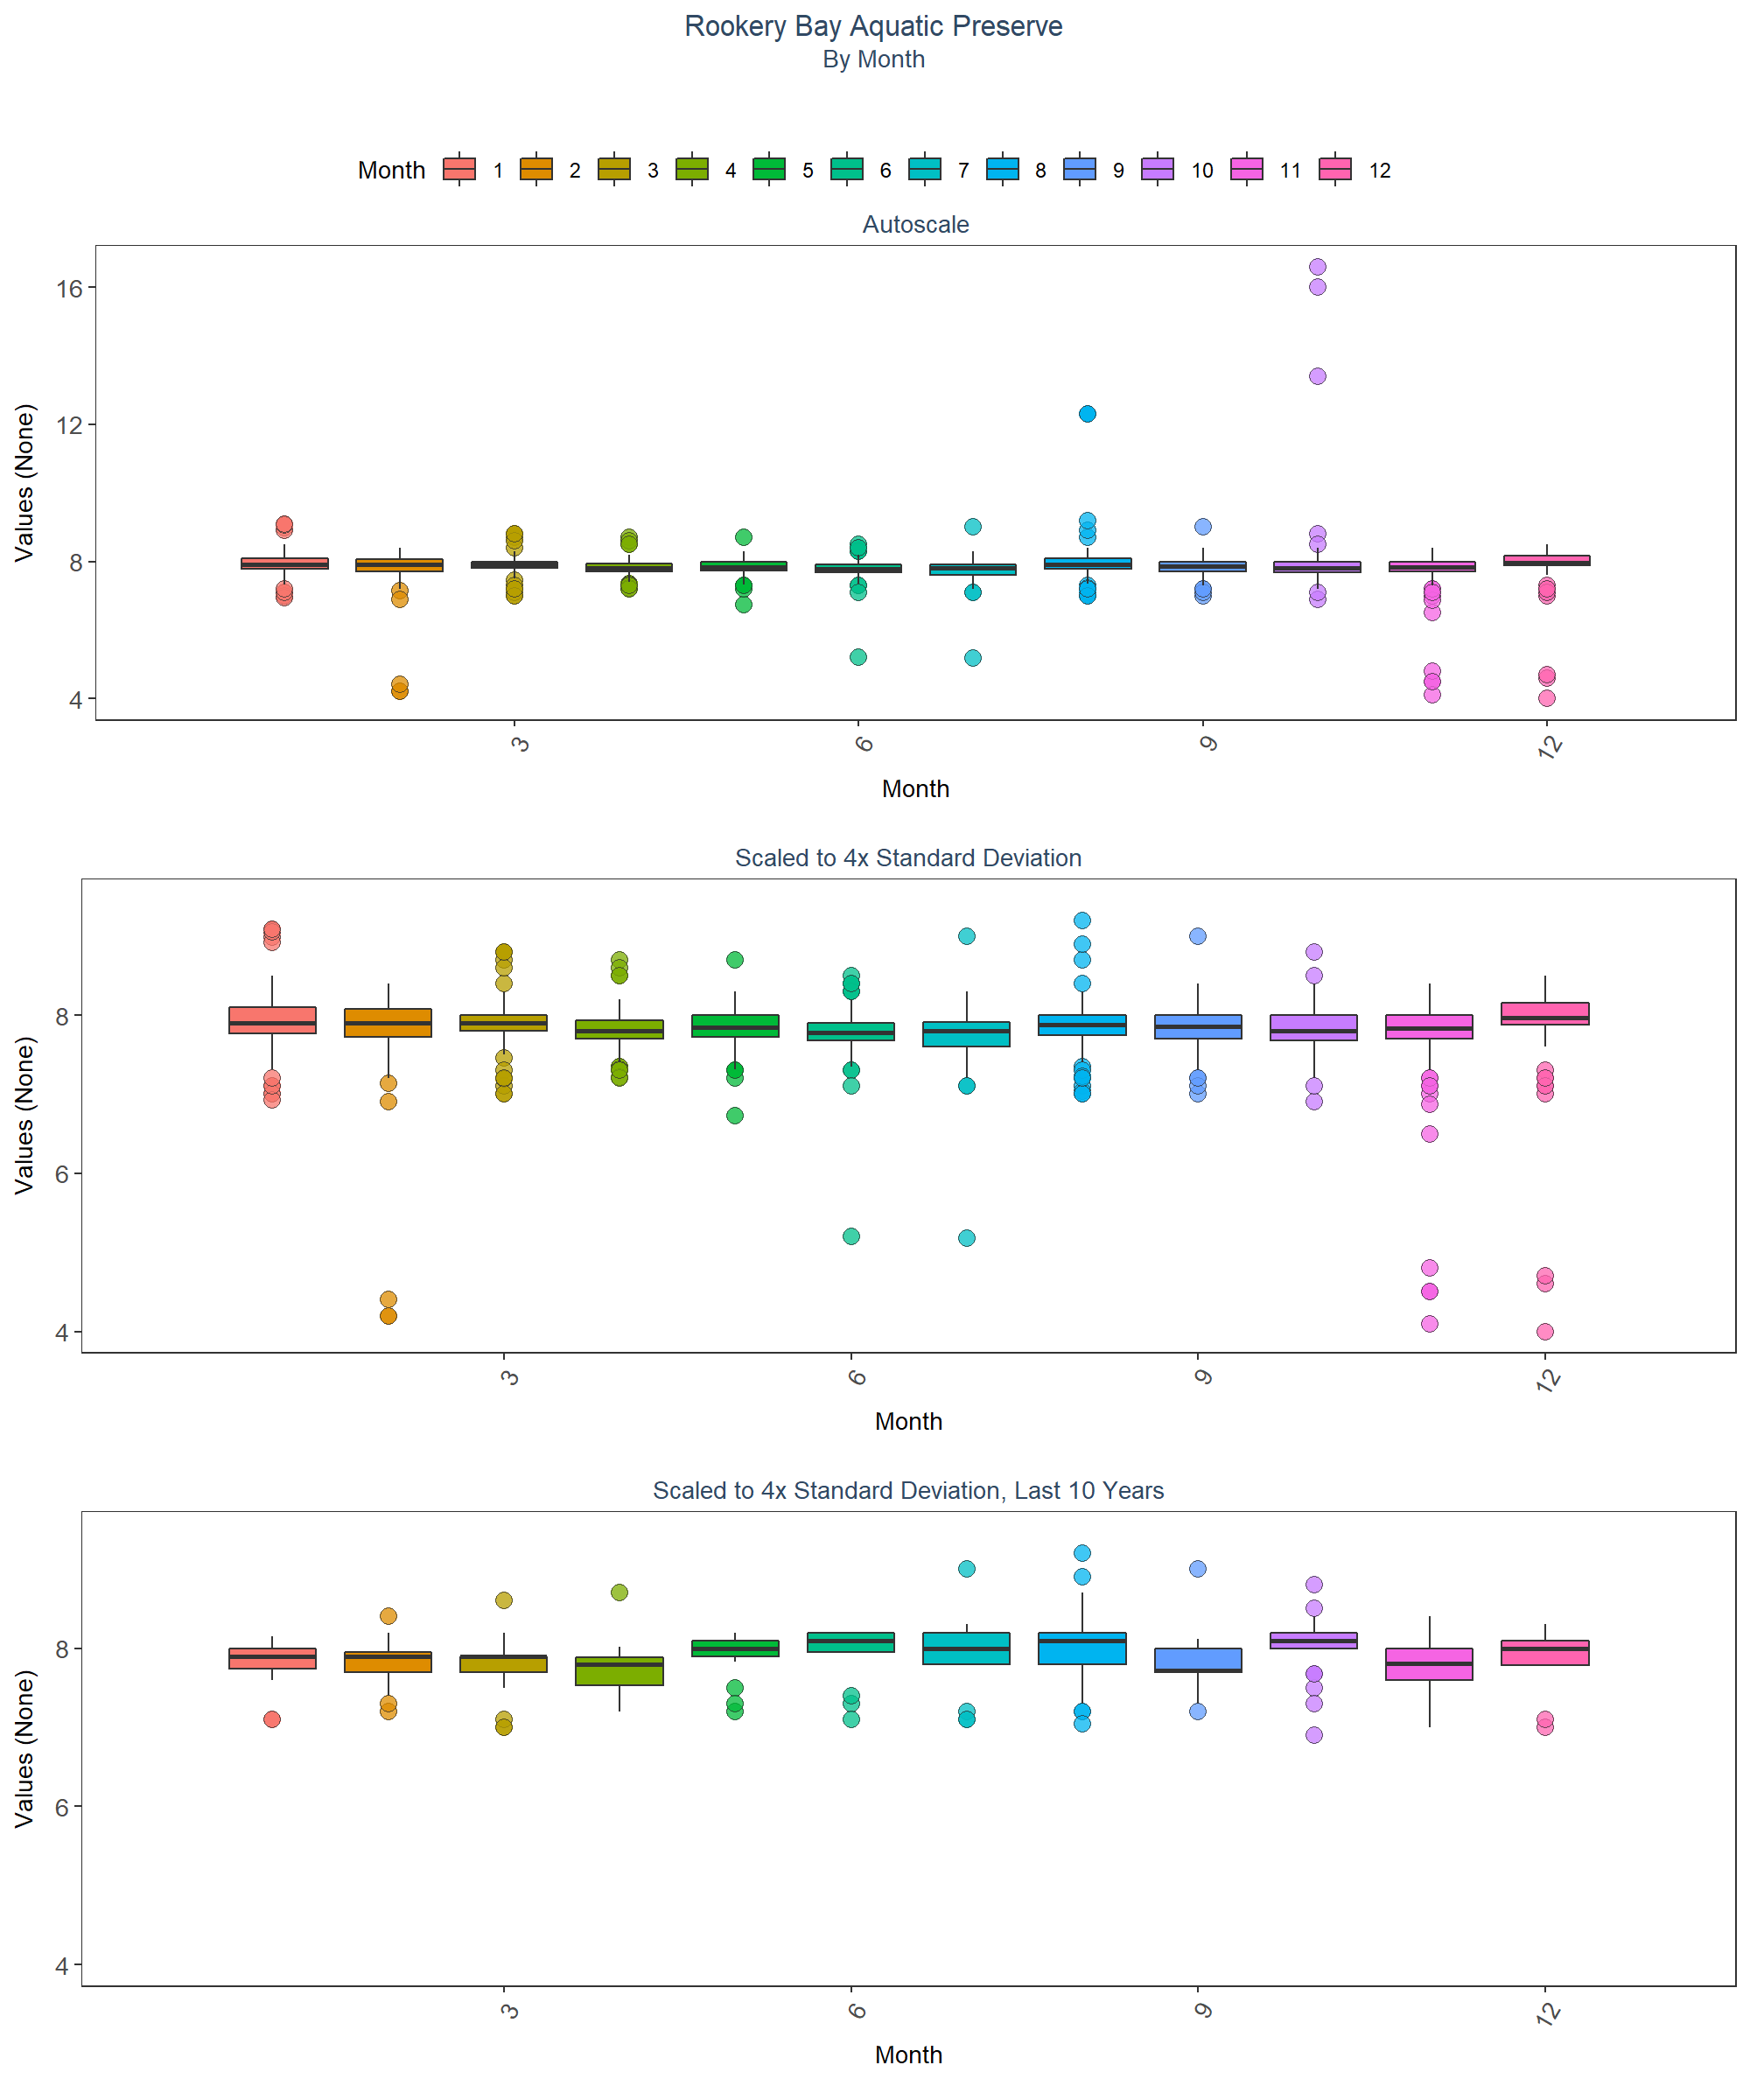 Rookery Bay Aquatic Preserve
By Month
Month 1 2 3 4 5 6 7 8 9 10 11 12
Autoscale
Values (None)
16
12
8
4
3 6 9 12
Month
Scaled to 4x Standard Deviation
Values (None)
8
6
4
3 6 9 12
Month
Scaled to 4x Standard Deviation, Last 10 Years
Values (None)
8
6
4
3 6 9 12
Month